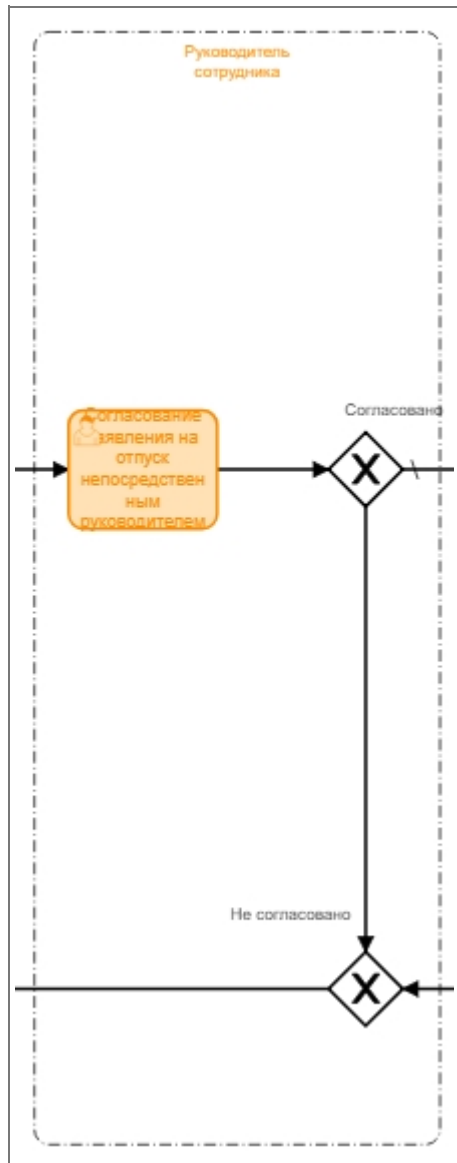 Руководитель
сотрудника
Согласовано
Согласование
заявления на
отпуск
непосредствен
ным
руководителем
Не согласовано